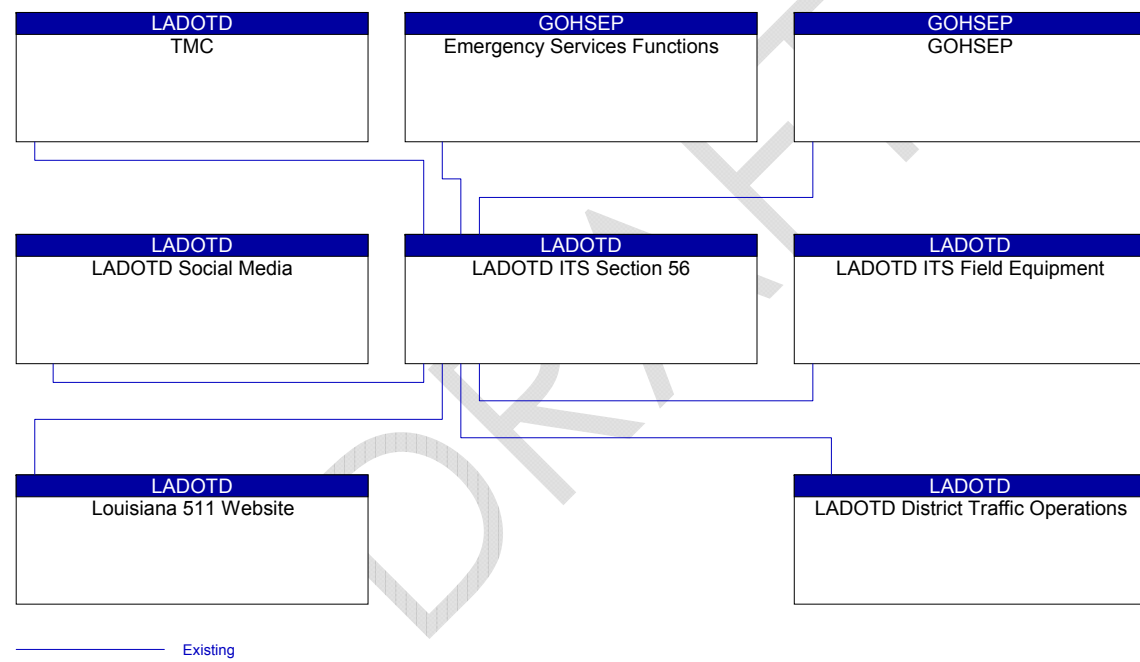 LADOTD
TMC
GOHSEP
Emergency Services Functions
GOHSEP
GOHSEP
LADOTD
LADOTD Social Media
LADOTD
LADOTD ITS Section 56
LADOTD
LADOTD ITS Field Equipment
LADOTD
Louisiana 511 Website
LADOTD
LADOTD District Traffic Operations
Existing
DRAFT